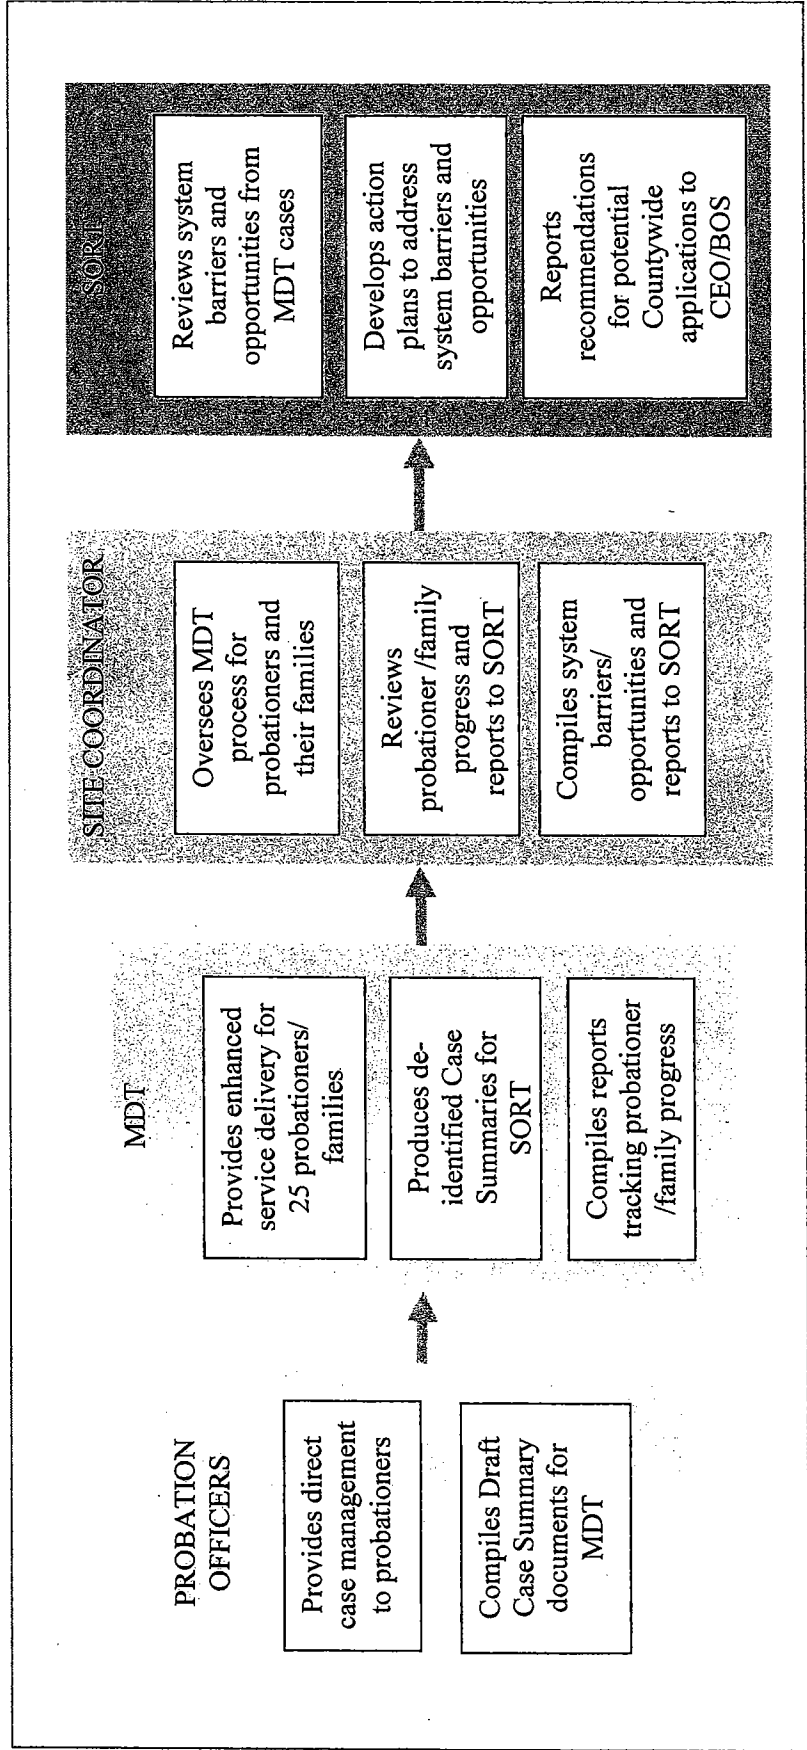 PROBATION
OFFICERS
Provides direct
case management
to probationers
Compiles Draft
Case Summary
documents for
MDT
MDT
Provides enhanced
service delivery for
25 probationers/
families
Produces de-
identified Case
Summaries for
SORT
Compiles reports
tracking probationer
/family progress
SITE COORDINATOR
Oversees MDT
process for
probationers and
their families
Reviews
probationer /family
progress and
reports to SORT
Compiles system
barriers/
opportunities and
reports to SORT
SORT
Reviews system
barriers and
opportunities from
MDT cases
Develops action
plans to address
system barriers and
opportunities
Reports
recommendations
for potential
Countywide
applications to
CEO/BOS